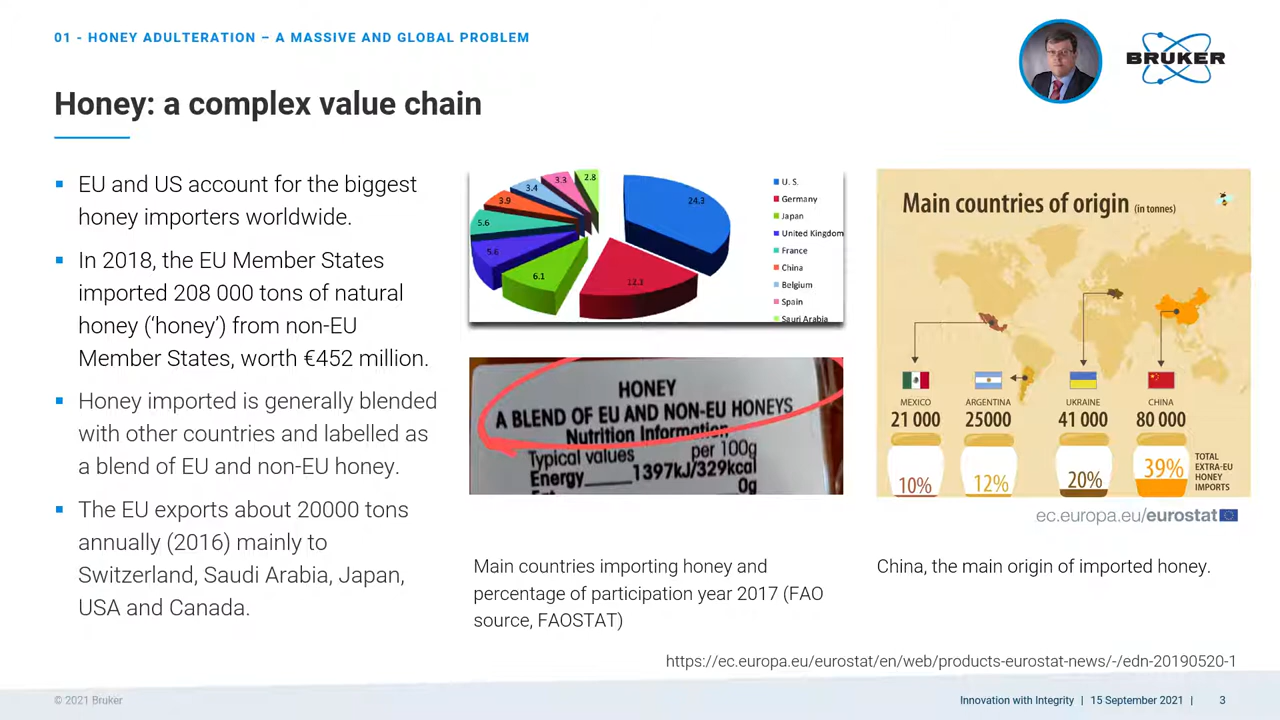 01 - HONEY ADULTERATION – A MASSIVE AND GLOBAL PROBLEM
BRUKER
Honey: a complex value chain
▪ EU and US account for the biggest
honey importers worldwide.
▪ In 2018, the EU Member States
imported 208 000 tons of natural
honey (‘honey’) from non-EU
Member States, worth €452 million.
▪ Honey imported is generally blended
with other countries and labelled as
a blend of EU and non-EU honey.
▪ The EU exports about 20000 tons
annually (2016) mainly to
Switzerland, Saudi Arabia, Japan,
USA and Canada.
24.3
12.1
6.1
5.6
5.6
3.9
3.4
3.3
2.8
U. S.
Germany
Japan
United Kingdom
France
China
Belgium
Spain
Sauri Arabia
HONEY
A BLEND OF EU AND NON-EU HONEYS
Nutrition Information
Typical values per 100g
Energy 1397kJ/329kcal
0g
Main countries importing honey and
percentage of participation year 2017 (FAO
source, FAOSTAT)
Main countries of origin (in tonnes)
MEXICO
21 000
10%
ARGENTINA
25000
12%
UKRAINE
41 000
20%
CHINA
80 000
39%
TOTAL
EXTRA-EU
HONEY
IMPORTS
ec.europa.eu/eurostat
China, the main origin of imported honey.
https://ec.europa.eu/eurostat/en/web/products-eurostat-news/-/edn-20190520-1
© 2021 Bruker
Innovation with Integrity | 15 September 2021 | 3